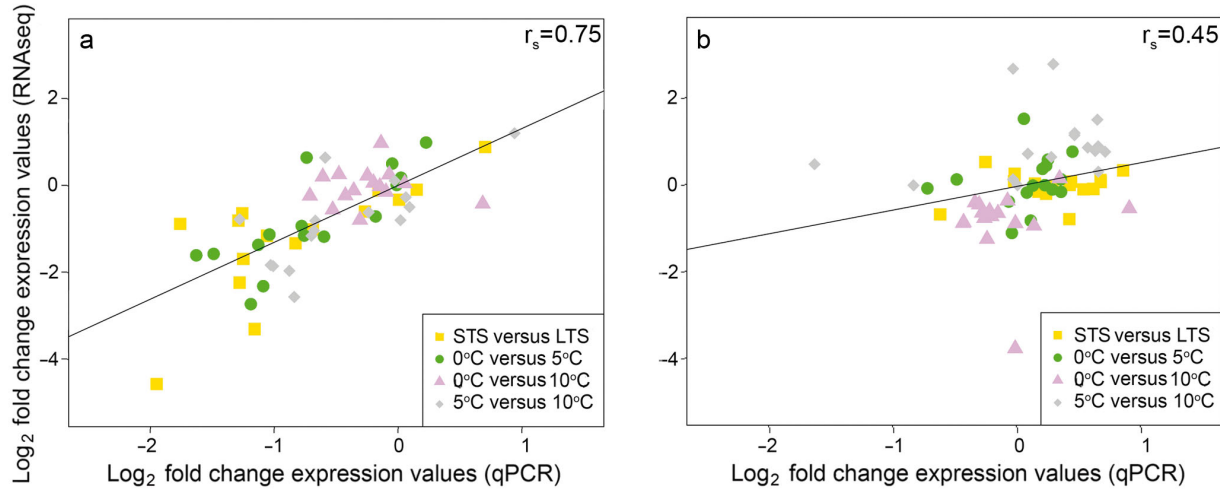 a
rₛ=0.75
Log₂ fold change expression values (RNAseq)
2
0
−2
−4
STS versus LTS
0°C versus 5°C
0°C versus 10°C
5°C versus 10°C
−2
−1
0
1
Log₂ fold change expression values (qPCR)
b
rₛ=0.45
2
0
−2
−4
STS versus LTS
0°C versus 5°C
0°C versus 10°C
5°C versus 10°C
−2
−1
0
1
Log₂ fold change expression values (qPCR)